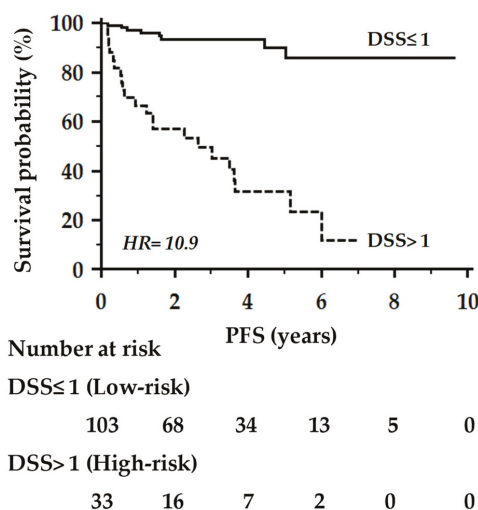 Survival probability (%)
100
80
60
40
20
0
DSS≤ 1
HR= 10.9
DSS> 1
0 2 4 6 8 10
PFS (years)
Number at risk
DSS≤ 1 (Low-risk)
103 68 34 13 5 0
DSS> 1 (High-risk)
33 16 7 2 0 0